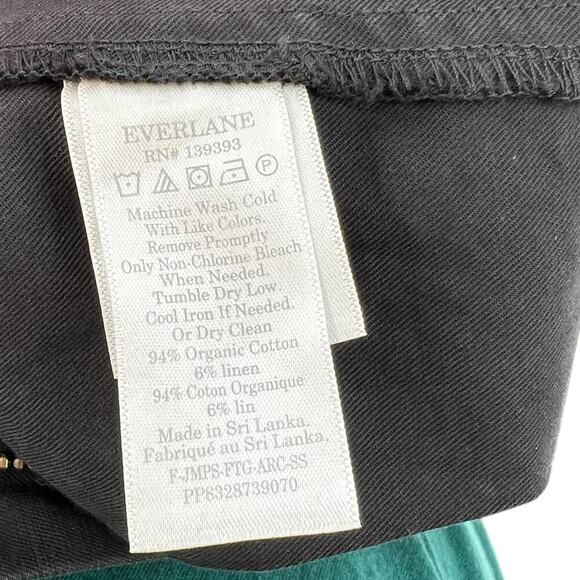 EVERLANE
RN# 139393
P
Machine Wash Cold
With Like Colors.
Remove Promptly
Only Non-Chlorine Bleach
When Needed.
Tumble Dry Low.
Cool Iron If Needed.
Or Dry Clean
94% Organic Cotton
6% linen
94% Coton Organique
6% lin
Made in Sri Lanka.
Fabriqué au Sri Lanka.
F-JMPS-FTG-ARC-SS
PP8328739070